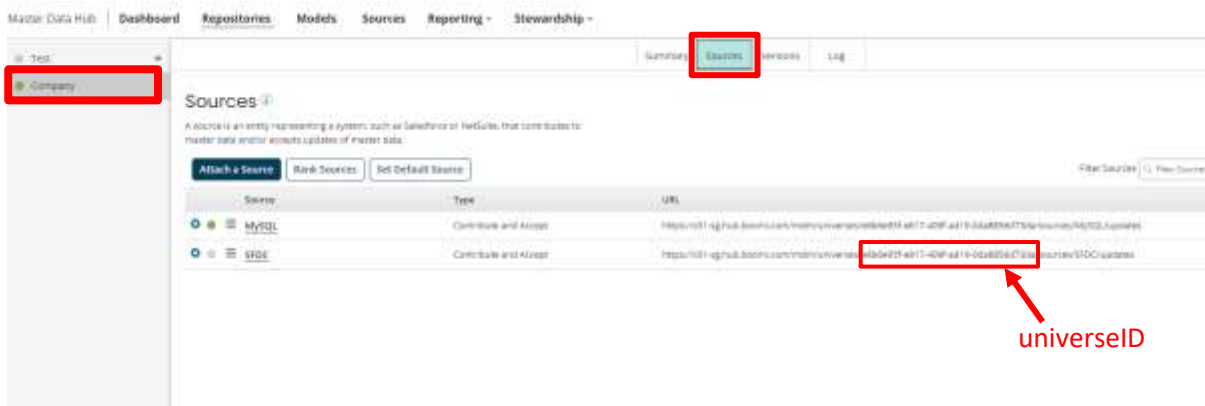 Master Data Hub Dashboard Repositories Models Sources Reporting Stewardship
Test
Company
Summary Sources Versions Log
Sources
A source is an entity representing a system, such as Salesforce or NetSuite, that contributes to
master data and/or accepts updates of master data.
Attach a Source Rank Sources Set Default Source
Filter Sources Filter Sources
Source Type URL
MySQL Contribute and Accept
SFDC Contribute and Accept
universeID